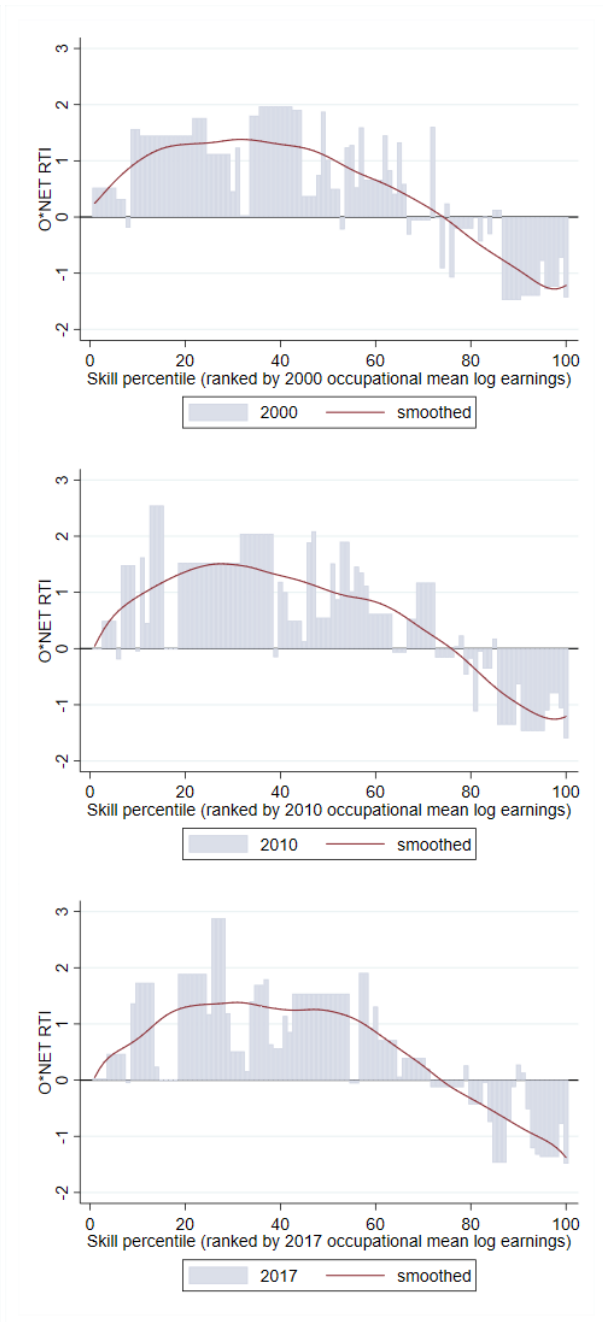 O*NET RTI
3
2
1
0
-1
-2
0 20 40 60 80 100
Skill percentile (ranked by 2000 occupational mean log earnings)
2000 smoothed
O*NET RTI
3
2
1
0
-1
-2
0 20 40 60 80 100
Skill percentile (ranked by 2010 occupational mean log earnings)
2010 smoothed
O*NET RTI
3
2
1
0
-1
-2
0 20 40 60 80 100
Skill percentile (ranked by 2017 occupational mean log earnings)
2017 smoothed